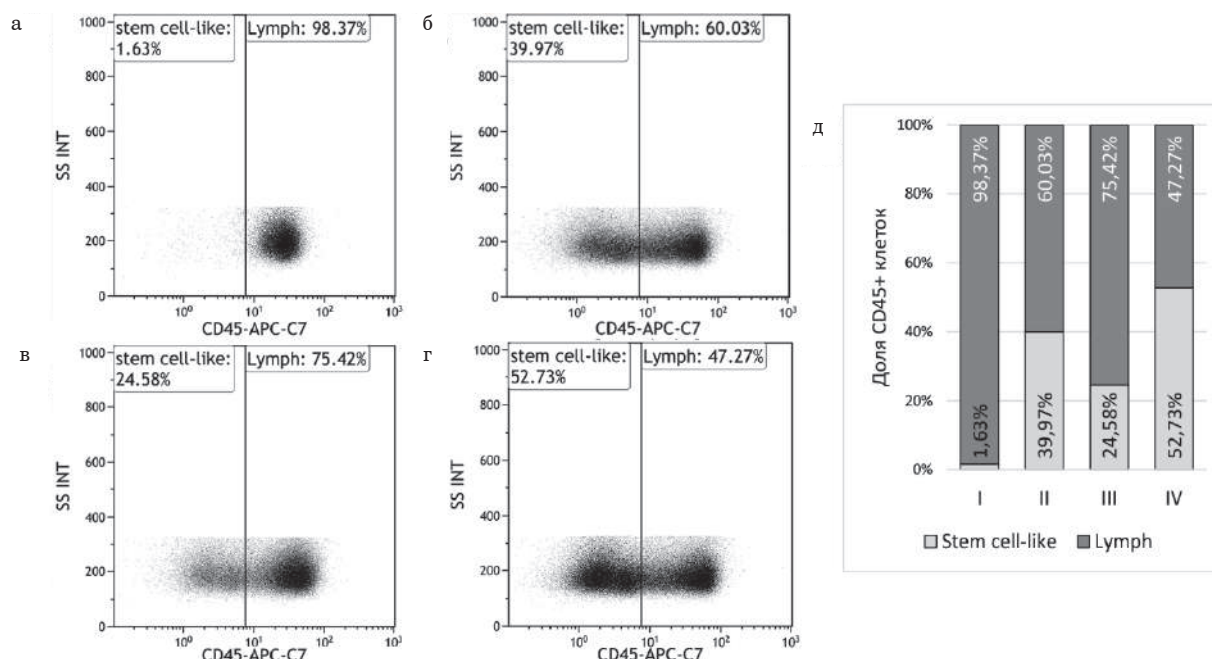 а
stem cell-like:
1.63%
Lymph: 98.37%
1000
800
600
400
200
0
SS INT
10⁰
10¹
10²
10³
CD45-APC-C7
б
stem cell-like:
39.97%
Lymph: 60.03%
1000
800
600
400
200
0
SS INT
10⁰
10¹
10²
10³
CD45-APC-C7
в
stem cell-like:
24.58%
Lymph: 75.42%
1000
800
600
400
200
0
SS INT
10⁰
10¹
10²
10³
CD45-APC-C7
г
stem cell-like:
52.73%
Lymph: 47.27%
1000
800
600
400
200
0
SS INT
10⁰
10¹
10²
10³
CD45-APC-C7
д
Доля CD45+ клеток
100%
80%
60%
40%
20%
0%
98,37%
60,03%
75,42%
47,27%
1,63%
39,97%
24,58%
52,73%
I
II
III
IV
Stem cell-like
Lymph